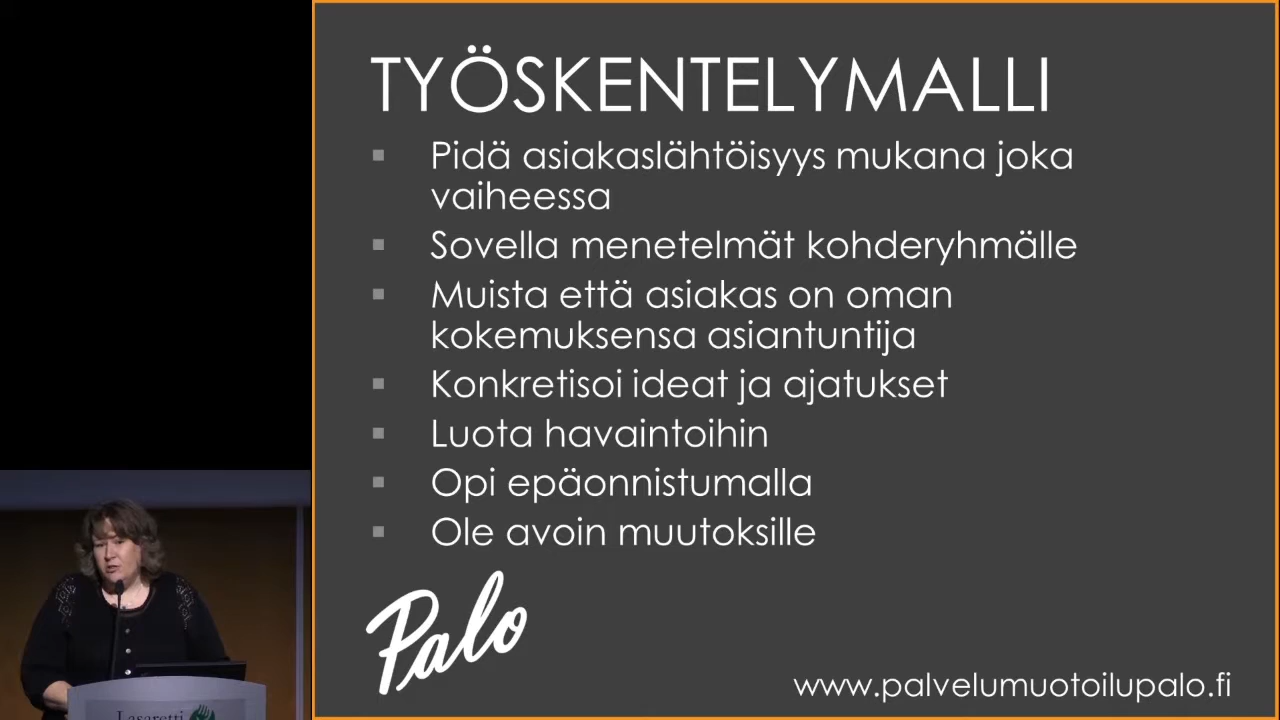 TYÖSKENTELYMALLI
Pidä asiakaslähtöisyys mukana joka
vaiheessa
Sovella menetelmät kohderyhmälle
Muista että asiakas on oman
kokemuksensa asiantuntija
Konkretisoi ideat ja ajatukset
Luota havaintoihin
Opi epäonnistumalla
Ole avoin muutoksille
Palo
www.palvelumuotoilupalo.fi
Lasaretti